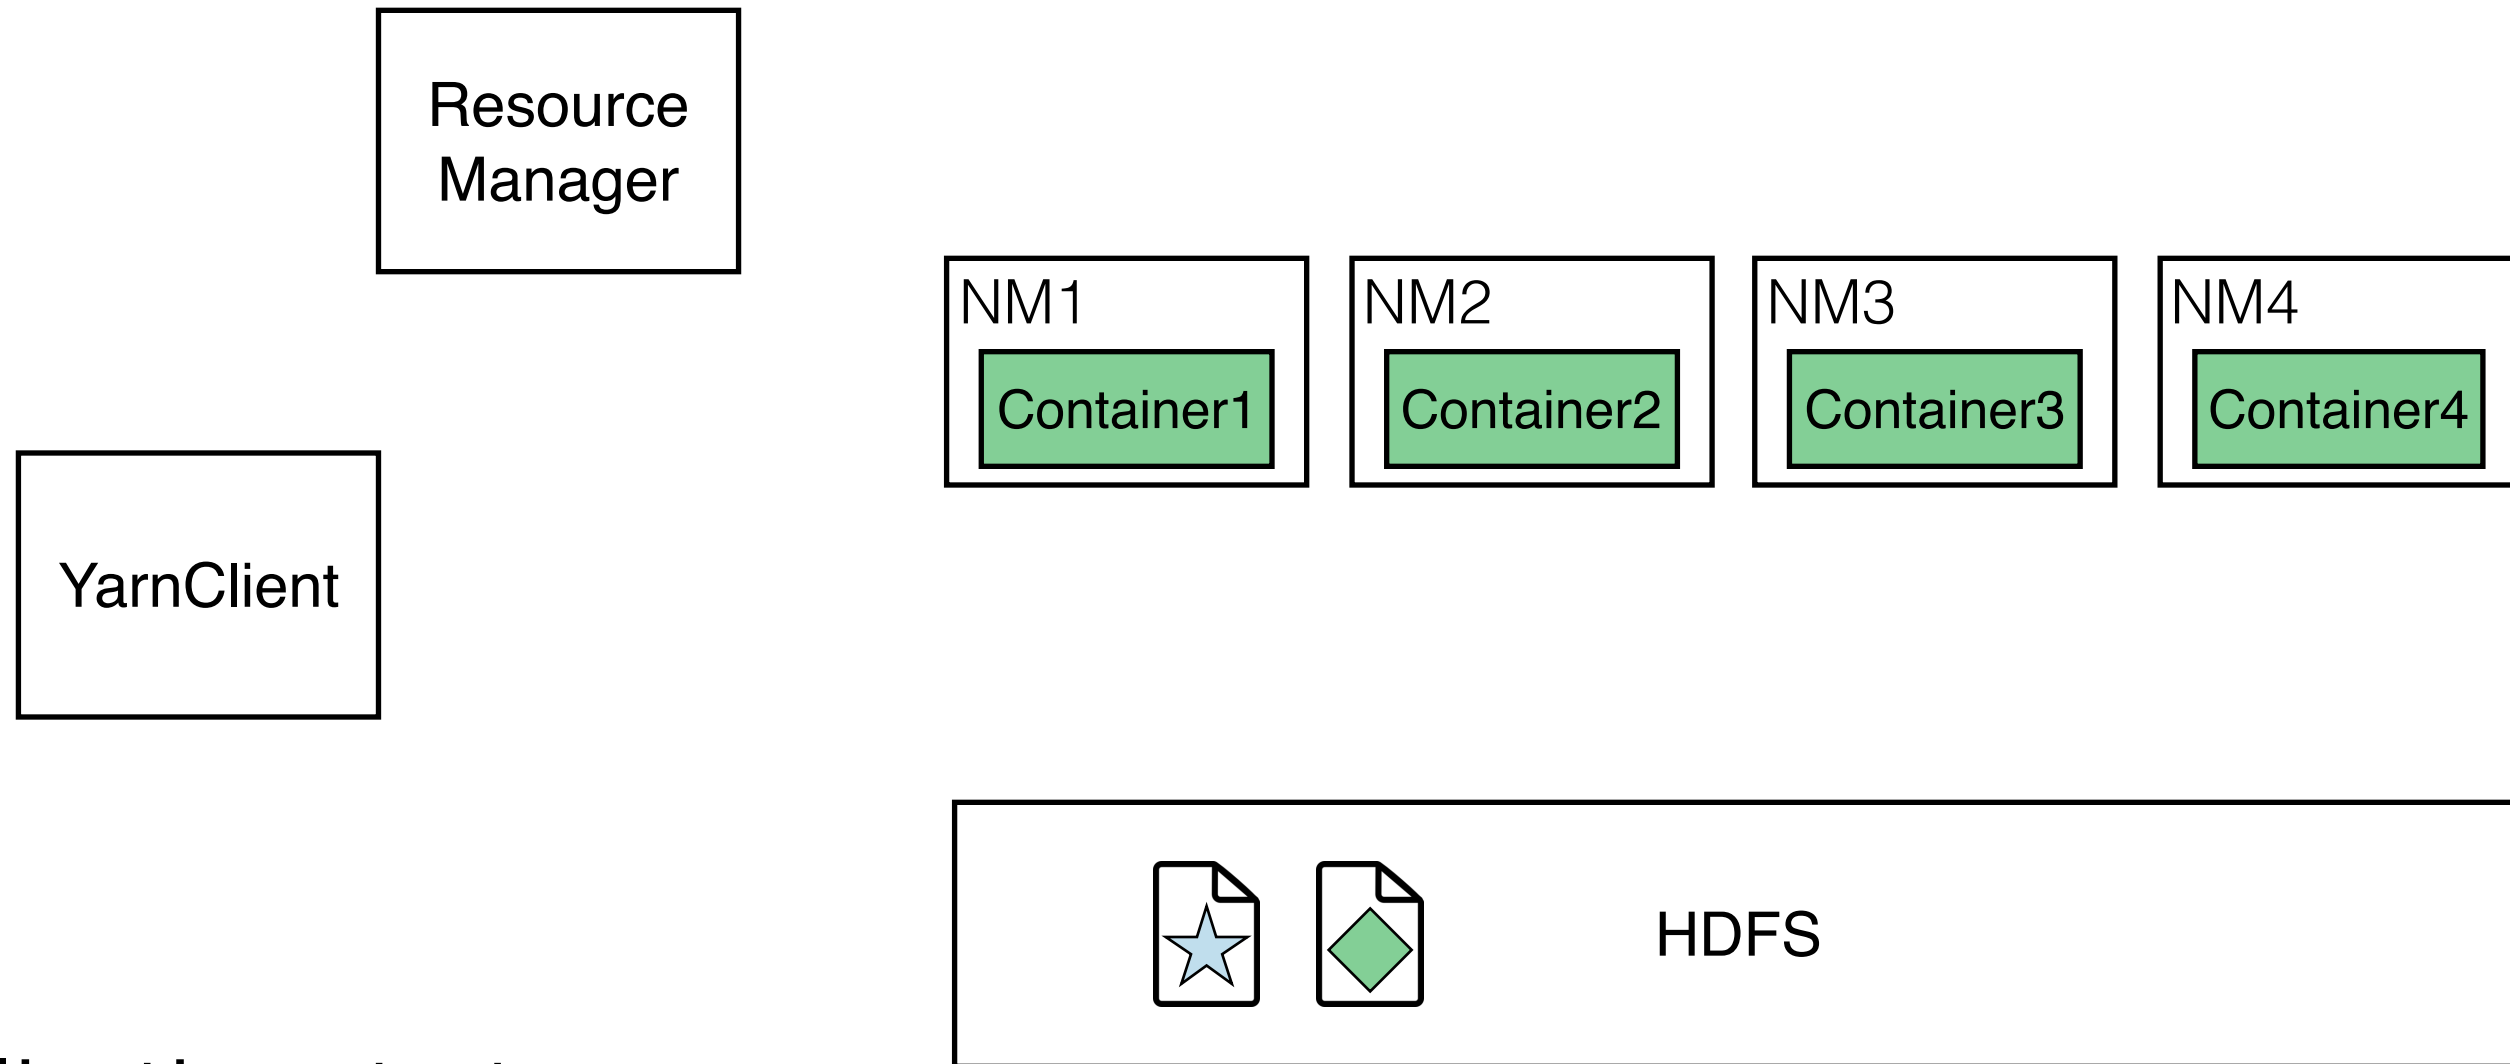 Resource
Manager
NM1
NM2
NM3
NM4
Container1
Container2
Container3
Container4
YarnClient
HDFS